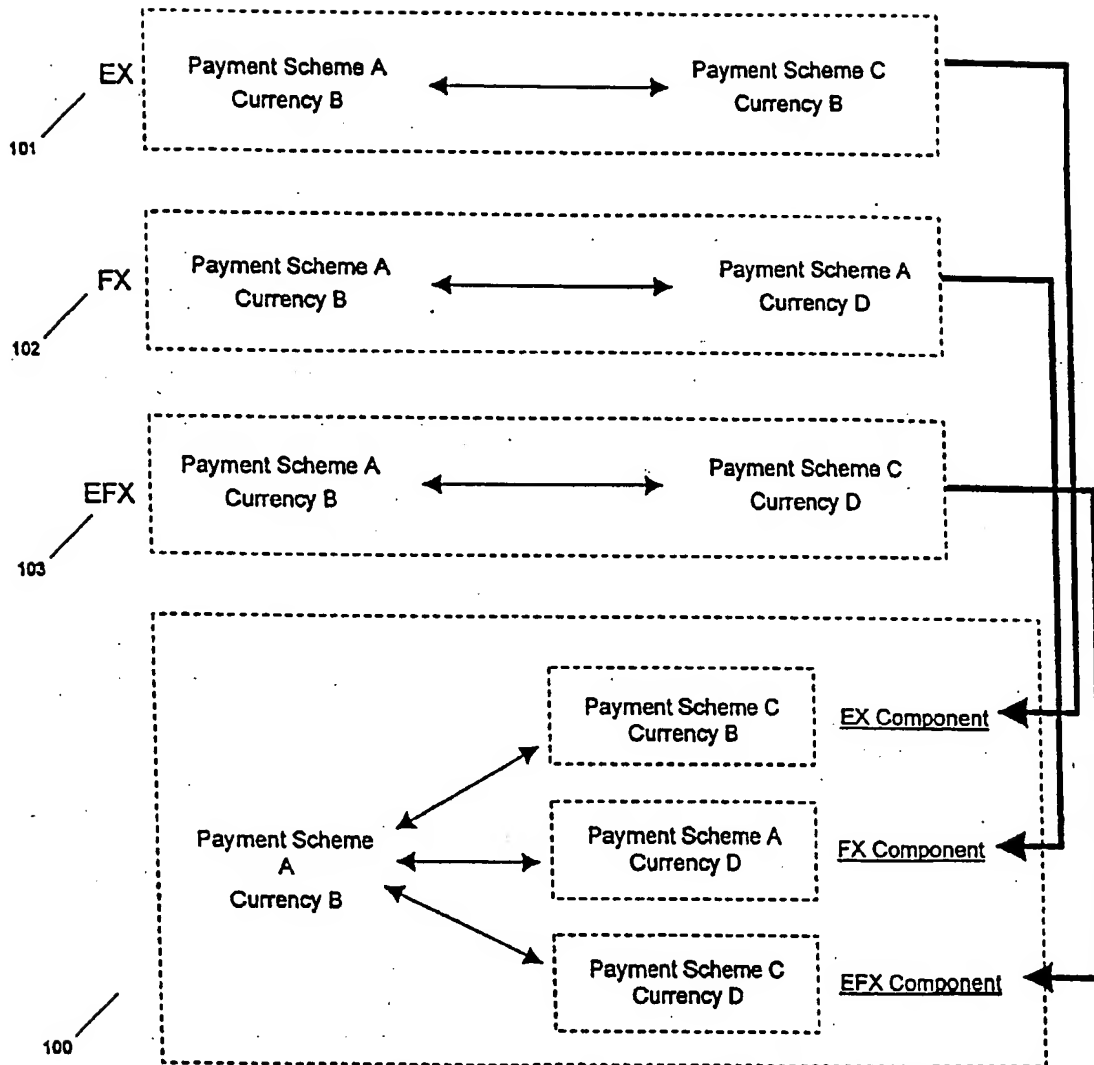 EX
Payment Scheme A
Currency B
Payment Scheme C
Currency B
101
FX
Payment Scheme A
Currency B
Payment Scheme A
Currency D
102
EFX
Payment Scheme A
Currency B
Payment Scheme C
Currency D
103
Payment Scheme C
Currency B
EX Component
Payment Scheme
A
Currency B
Payment Scheme A
Currency D
FX Component
Payment Scheme C
Currency D
EFX Component
100